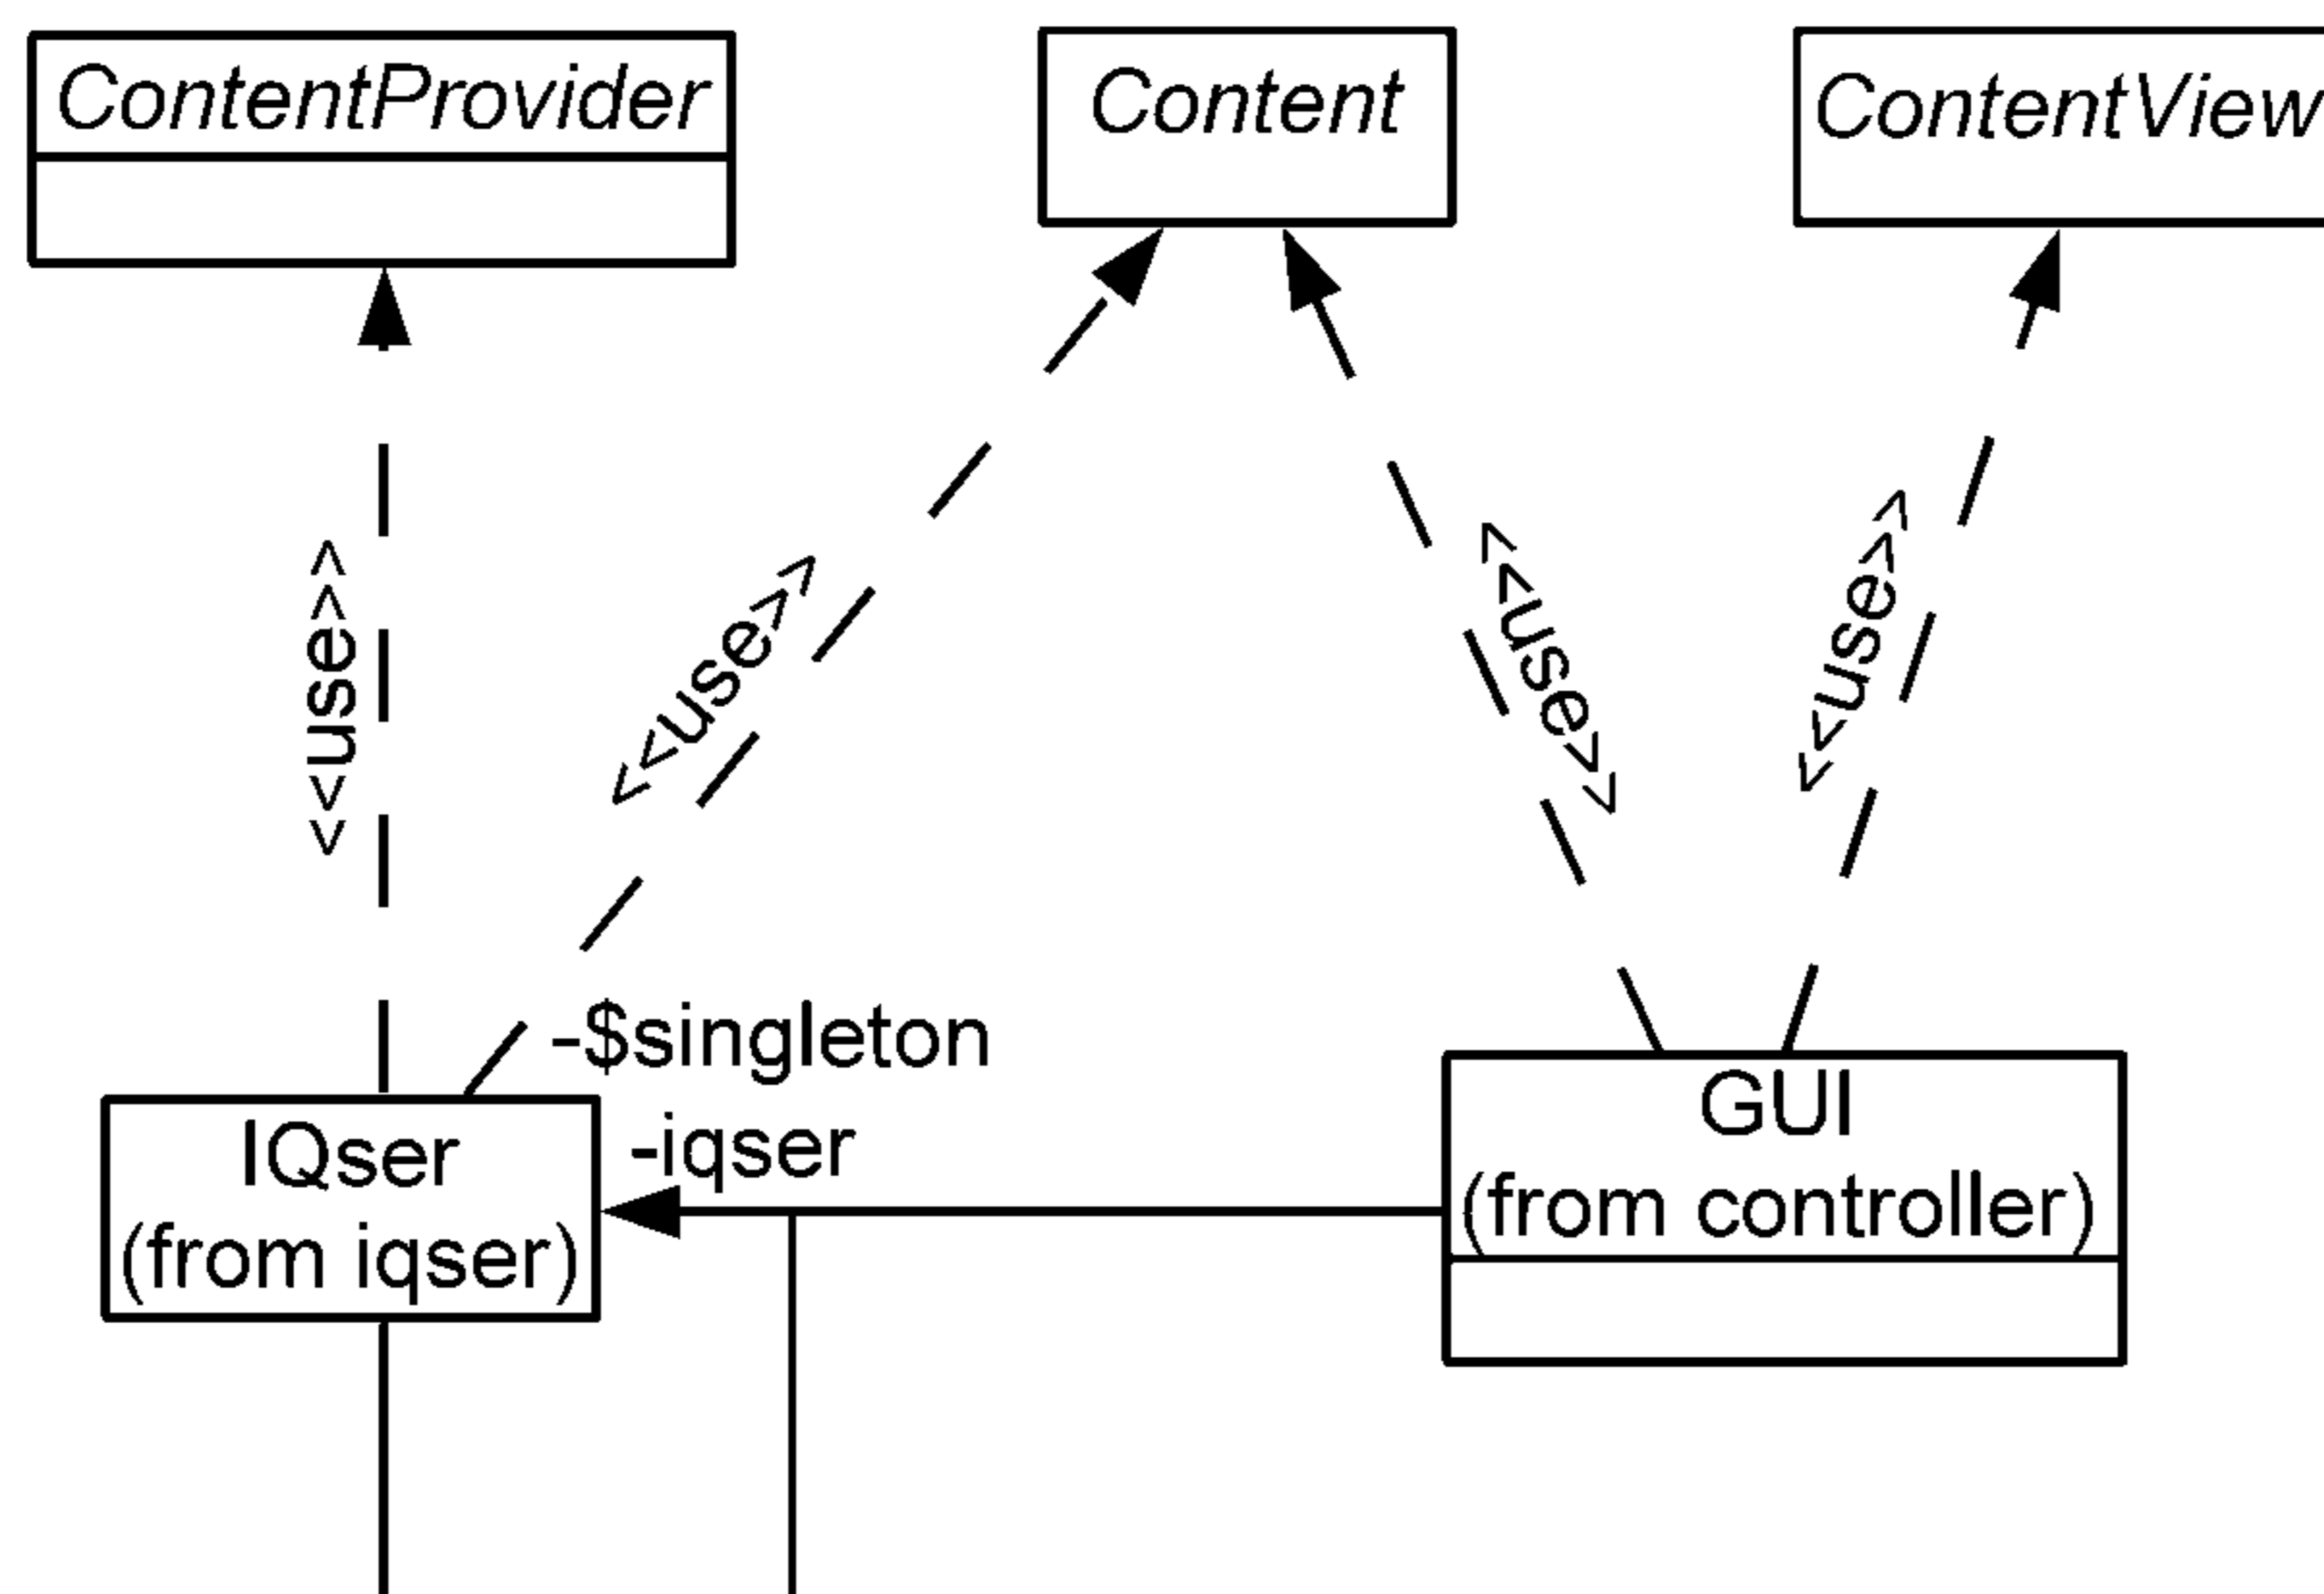 ContentProvider
Content
ContentView
<<use>>
<<use>>
<<use>>
<<use>>
-$singleton
-iqser
IQser
(from iqser)
GUI
(from controller)